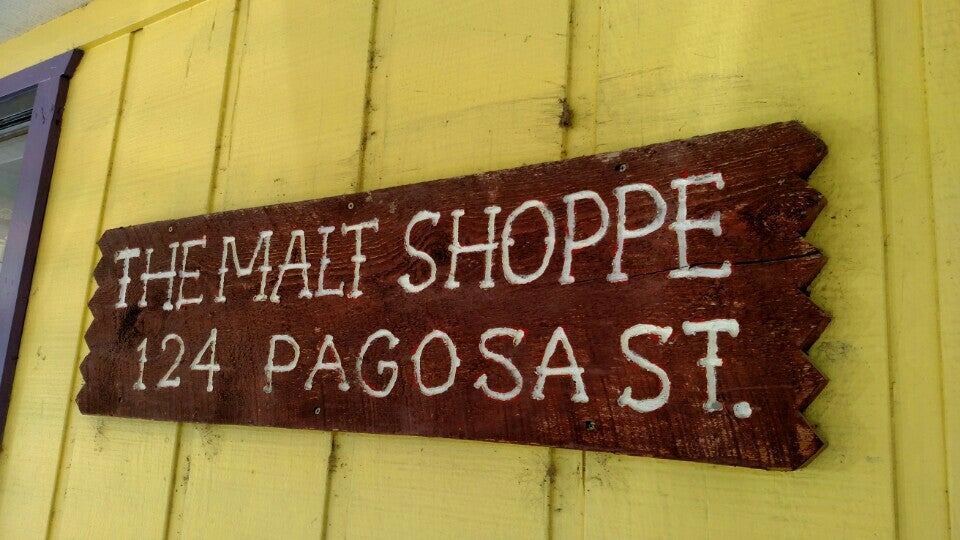 THE MALT SHOPPE
124 PAGOSA ST.